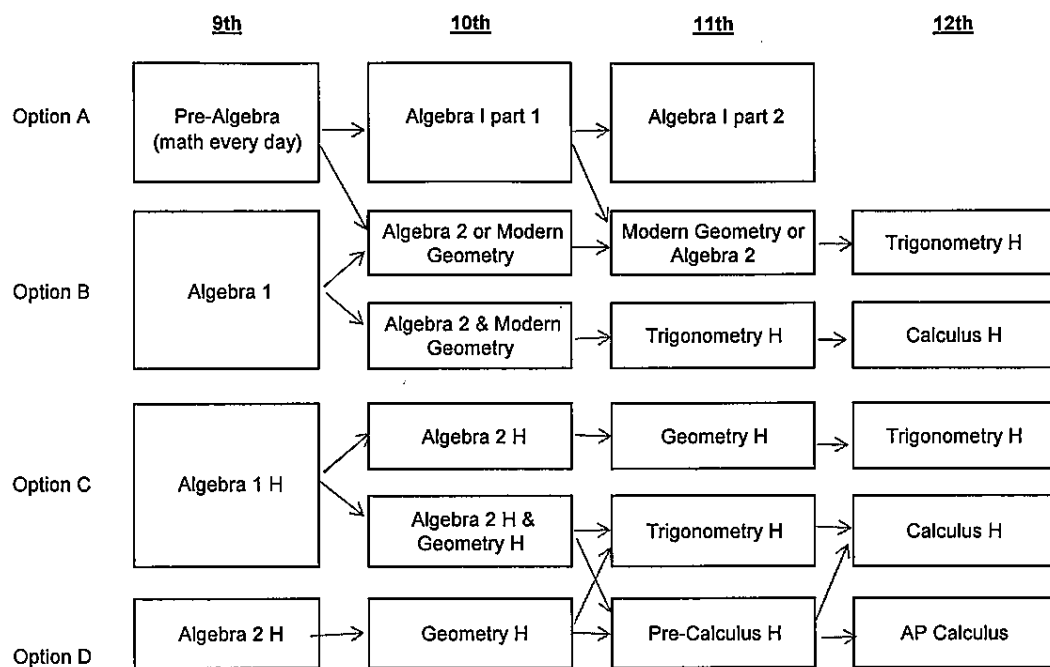 9th 10th 11th 12th
Option A
Pre-Algebra
(math every day)
Algebra I part 1
Algebra I part 2
Option B
Algebra 1
Algebra 2 or Modern
Geometry
Modern Geometry or
Algebra 2
Trigonometry H
Algebra 2 & Modern
Geometry
Trigonometry H
Calculus H
Option C
Algebra 1 H
Algebra 2 H
Geometry H
Trigonometry H
Algebra 2 H &
Geometry H
Trigonometry H
Calculus H
Option D
Algebra 2 H
Geometry H
Pre-Calculus H
AP Calculus